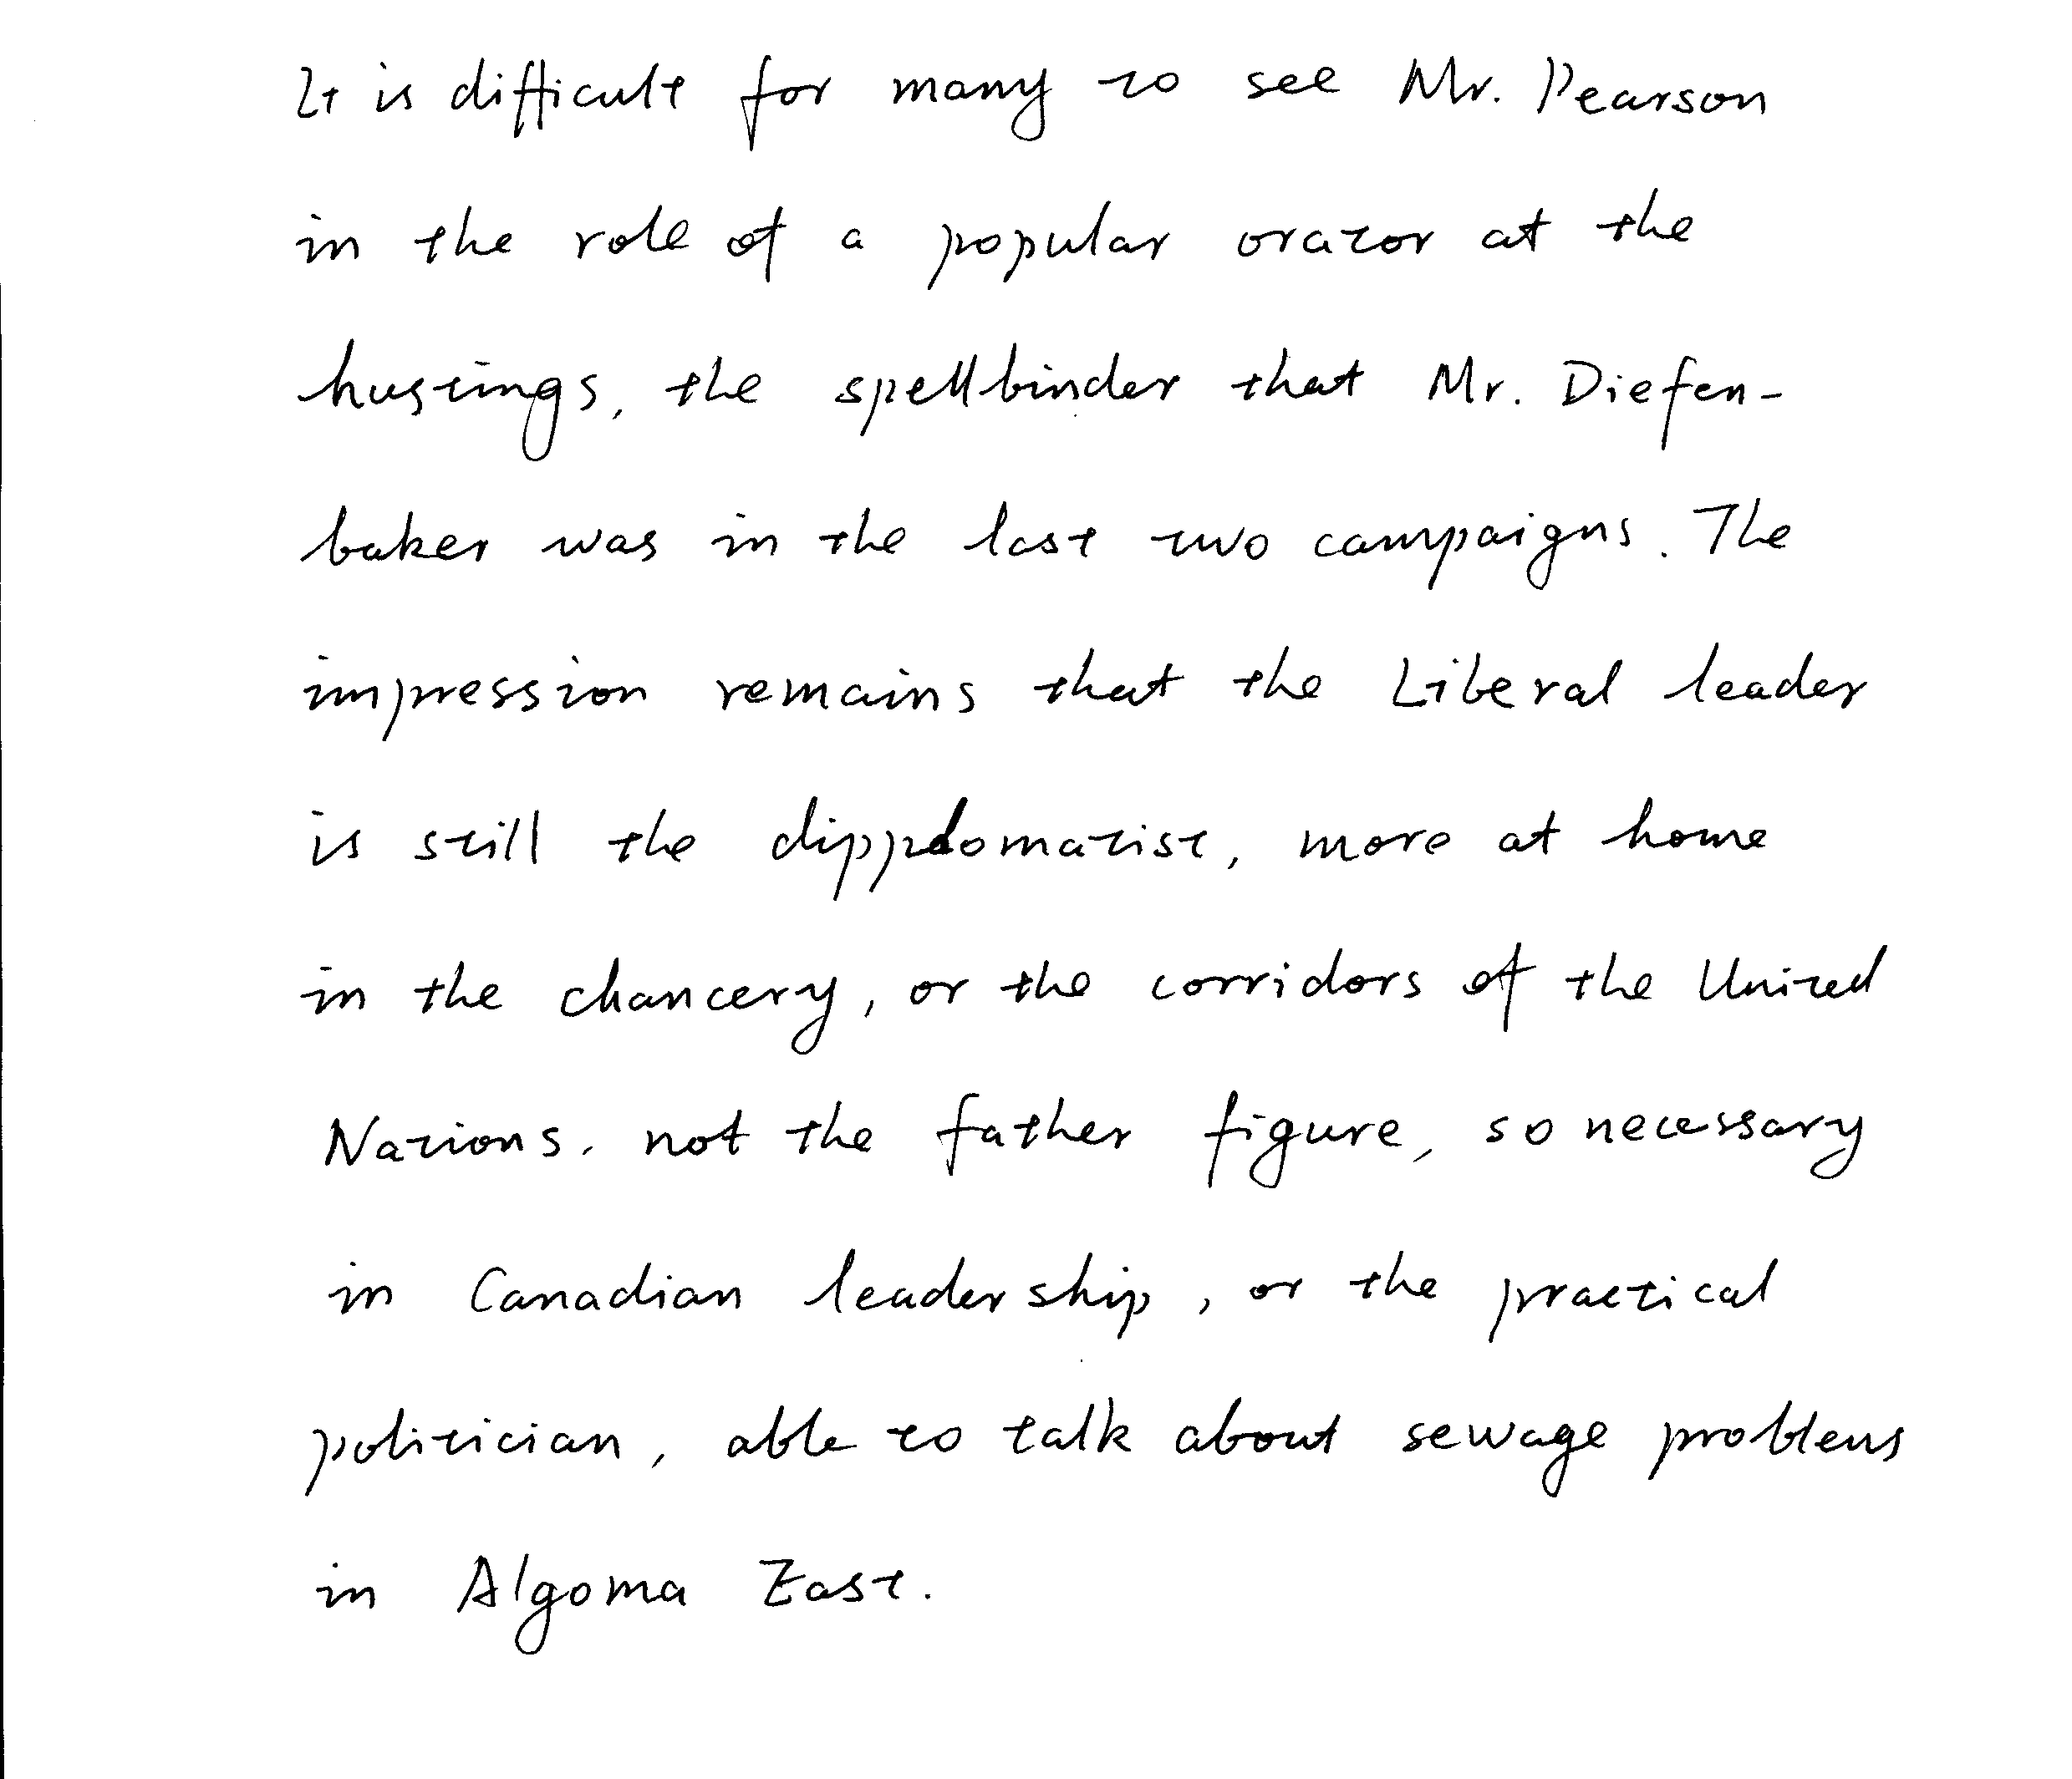 It is difficult for many to see Mr. Pearson
in the role of a popular orator at the
hustings, the spellbinder that Mr. Diefen-
baker was in the last two campaigns. The
impression remains that the Liberal leader
is still the dipplomatist, more at home
in the chancery, or the corridors of the United
Nations, not the father figure, so necessary
in Canadian leadership, or the practical
politician, able to talk about sewage problems
in Algoma East.